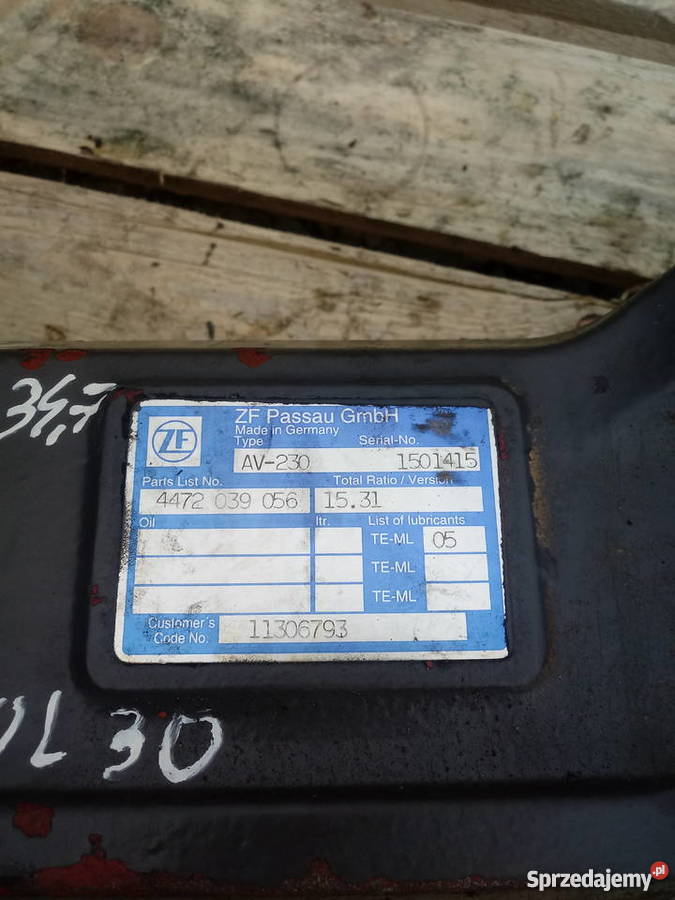 34,7
ZF Passau GmbH
Made in Germany
ZF
Type Serial-No.
AV-230 1501415
Parts List No. Total Ratio / Version
4472 039 056 15.31
Oil ltr. List of lubricants
TE-ML 05
TE-ML
TE-ML
Customer's
Code No. 11306793
L 30
Sprzedajemy.pl